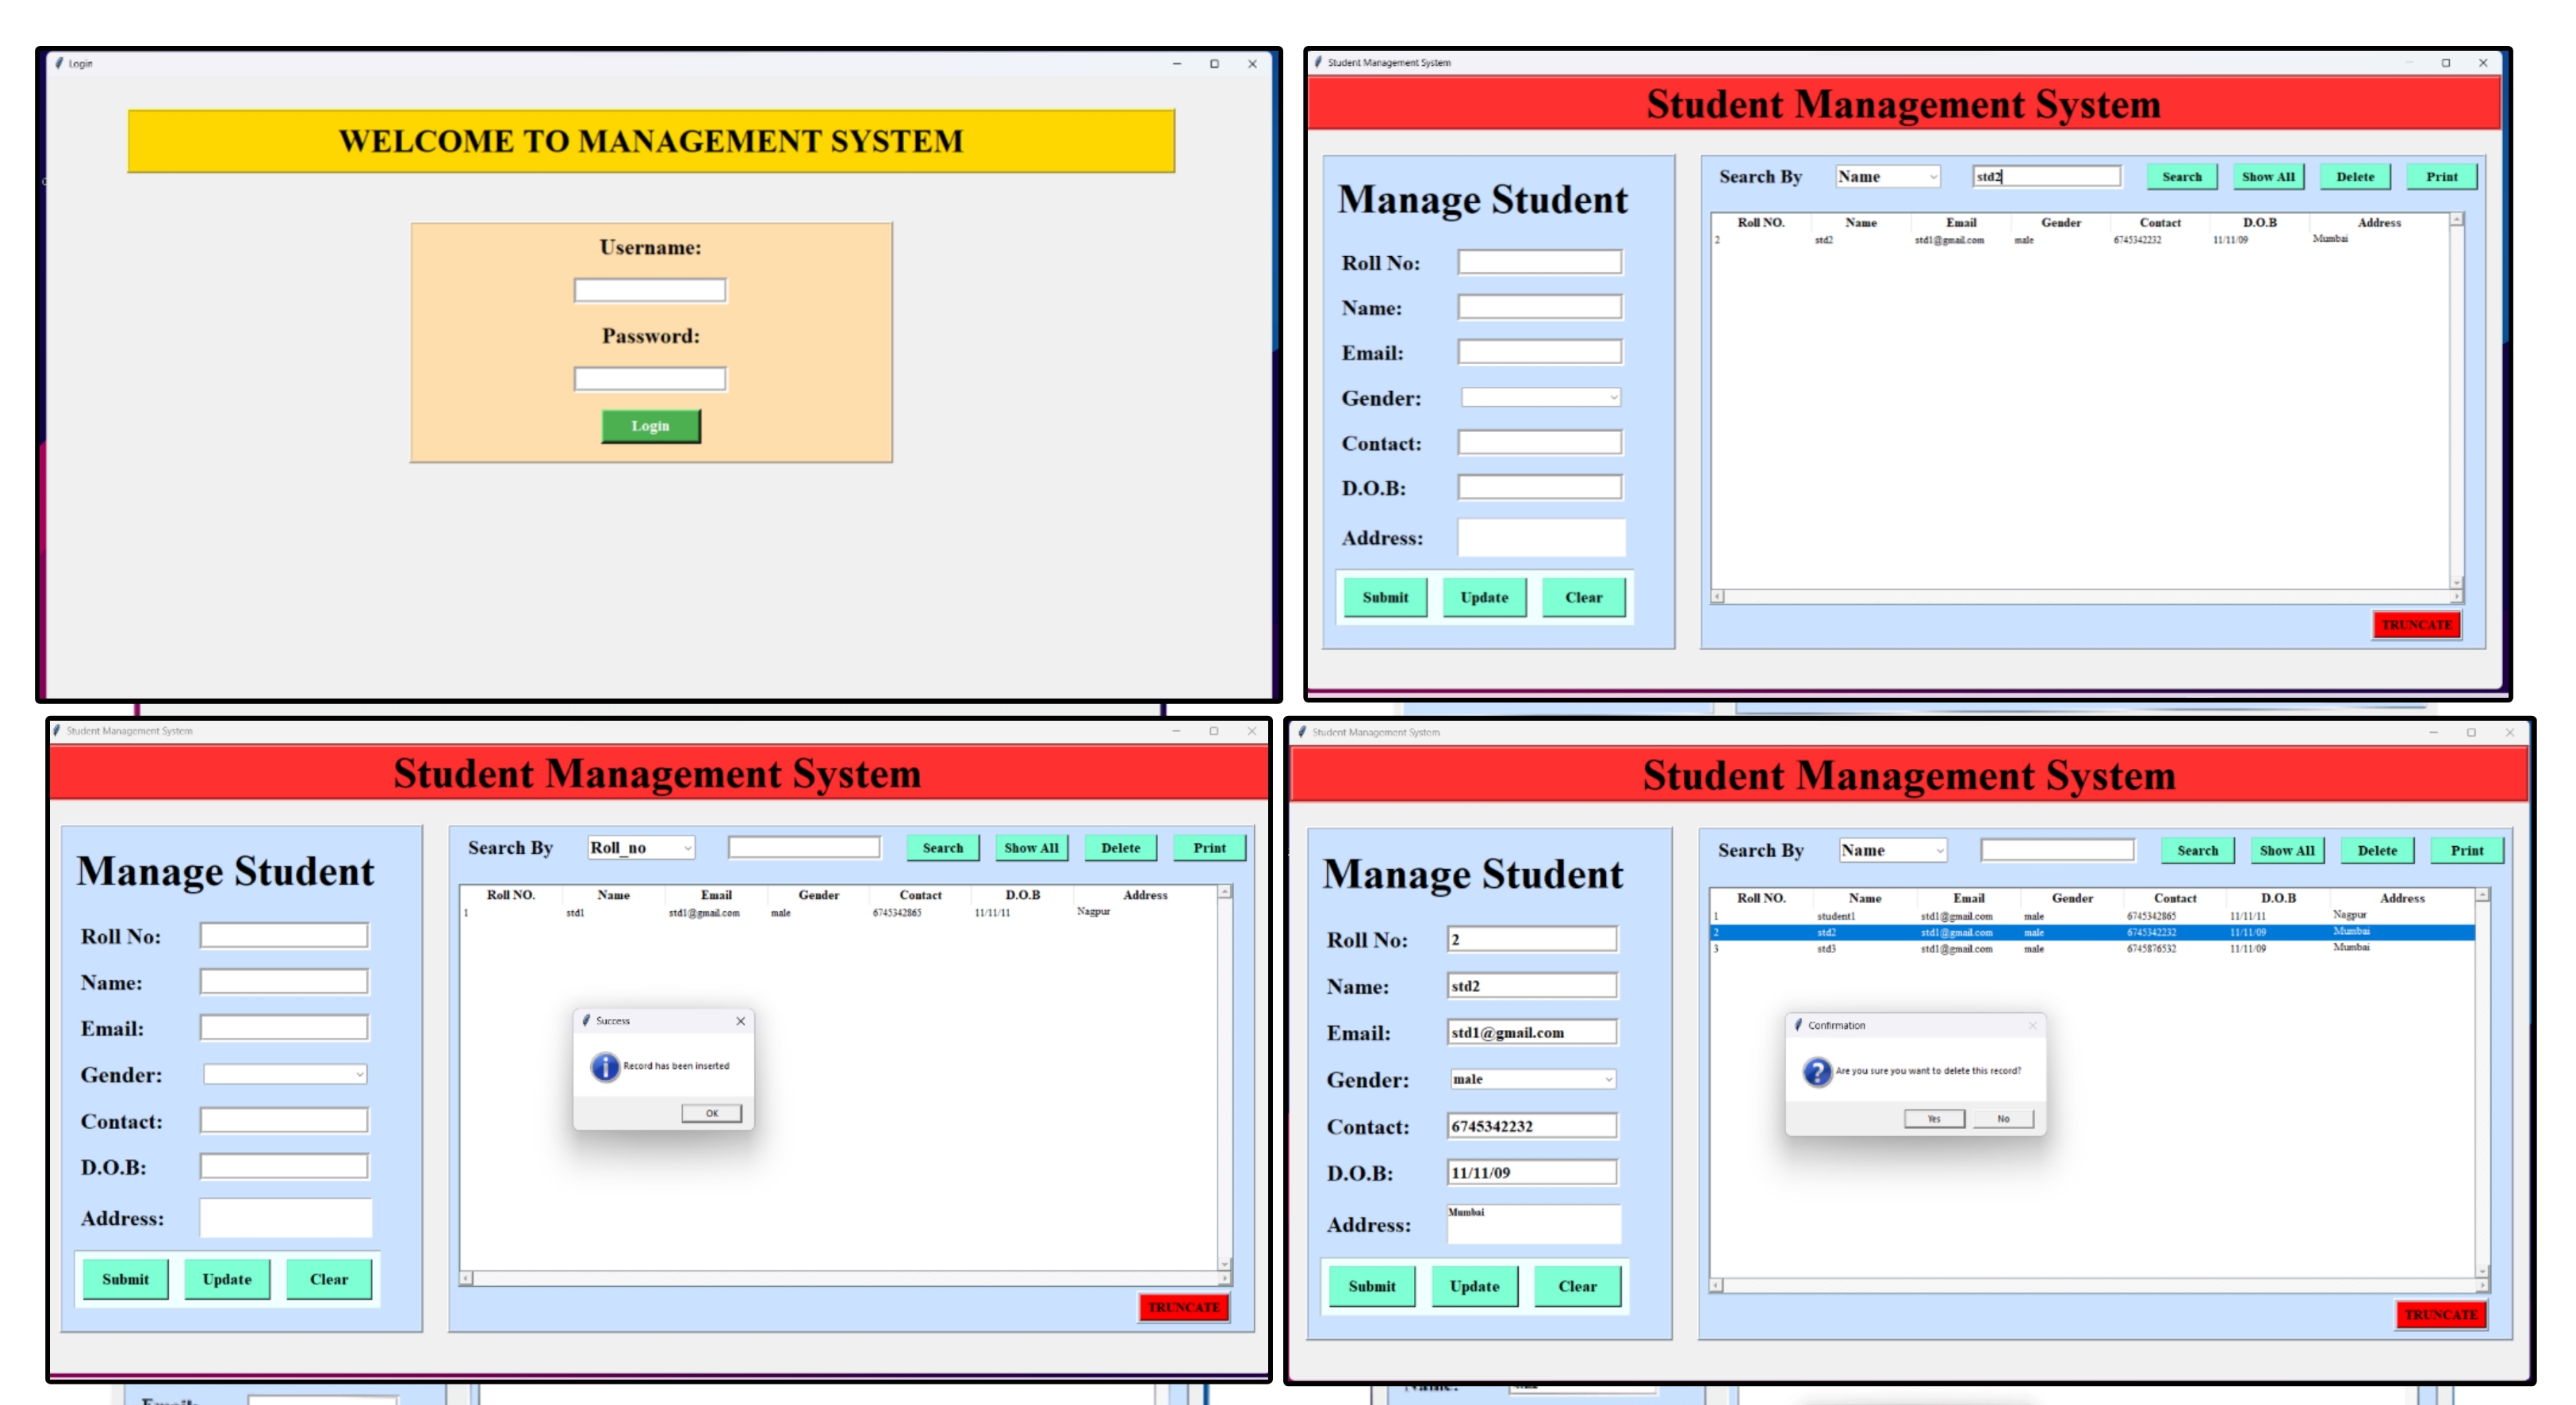 Login
WELCOME TO MANAGEMENT SYSTEM
Username:
Password:
Login
Student Management System
Student Management System
Manage Student
Roll No:
Name:
Email:
Gender:
Contact:
D.O.B:
Address:
Submit Update Clear
Search By Name std2 Search Show All Delete Print
Roll NO. Name Email Gender Contact D.O.B Address
2 std2 std1@gmail.com male 6745342232 11/11/09 Mumbai
TRUNCATE
Student Management System
Student Management System
Manage Student
Roll No:
Name:
Email:
Gender:
Contact:
D.O.B:
Address:
Submit Update Clear
Search By Roll_no Search Show All Delete Print
Roll NO. Name Email Gender Contact D.O.B Address
1 std1 std1@gmail.com male 6745342865 11/11/11 Nagpur
Success
Record has been inserted
OK
TRUNCATE
Student Management System
Student Management System
Manage Student
Roll No: 2
Name: std2
Email: std1@gmail.com
Gender: male
Contact: 6745342232
D.O.B: 11/11/09
Address: Mumbai
Submit Update Clear
Search By Name Search Show All Delete Print
Roll NO. Name Email Gender Contact D.O.B Address
1 student1 std1@gmail.com male 6745342865 11/11/11 Nagpur
2 std2 std1@gmail.com male 6745342232 11/11/09 Mumbai
3 std3 std1@gmail.com male 6745876532 11/11/09 Mumbai
Confirmation
Are you sure you want to delete this record?
Yes No
TRUNCATE